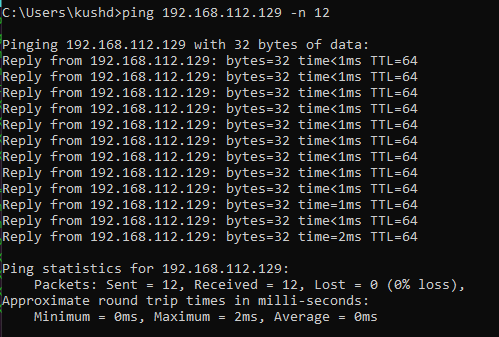 C:\Users\kushd>ping 192.168.112.129 -n 12
Pinging 192.168.112.129 with 32 bytes of data:
Reply from 192.168.112.129: bytes=32 time<1ms TTL=64
Reply from 192.168.112.129: bytes=32 time<1ms TTL=64
Reply from 192.168.112.129: bytes=32 time<1ms TTL=64
Reply from 192.168.112.129: bytes=32 time<1ms TTL=64
Reply from 192.168.112.129: bytes=32 time<1ms TTL=64
Reply from 192.168.112.129: bytes=32 time<1ms TTL=64
Reply from 192.168.112.129: bytes=32 time<1ms TTL=64
Reply from 192.168.112.129: bytes=32 time<1ms TTL=64
Reply from 192.168.112.129: bytes=32 time<1ms TTL=64
Reply from 192.168.112.129: bytes=32 time=1ms TTL=64
Reply from 192.168.112.129: bytes=32 time<1ms TTL=64
Reply from 192.168.112.129: bytes=32 time=2ms TTL=64
Ping statistics for 192.168.112.129:
Packets: Sent = 12, Received = 12, Lost = 0 (0% loss),
Approximate round trip times in milli-seconds:
Minimum = 0ms, Maximum = 2ms, Average = 0ms